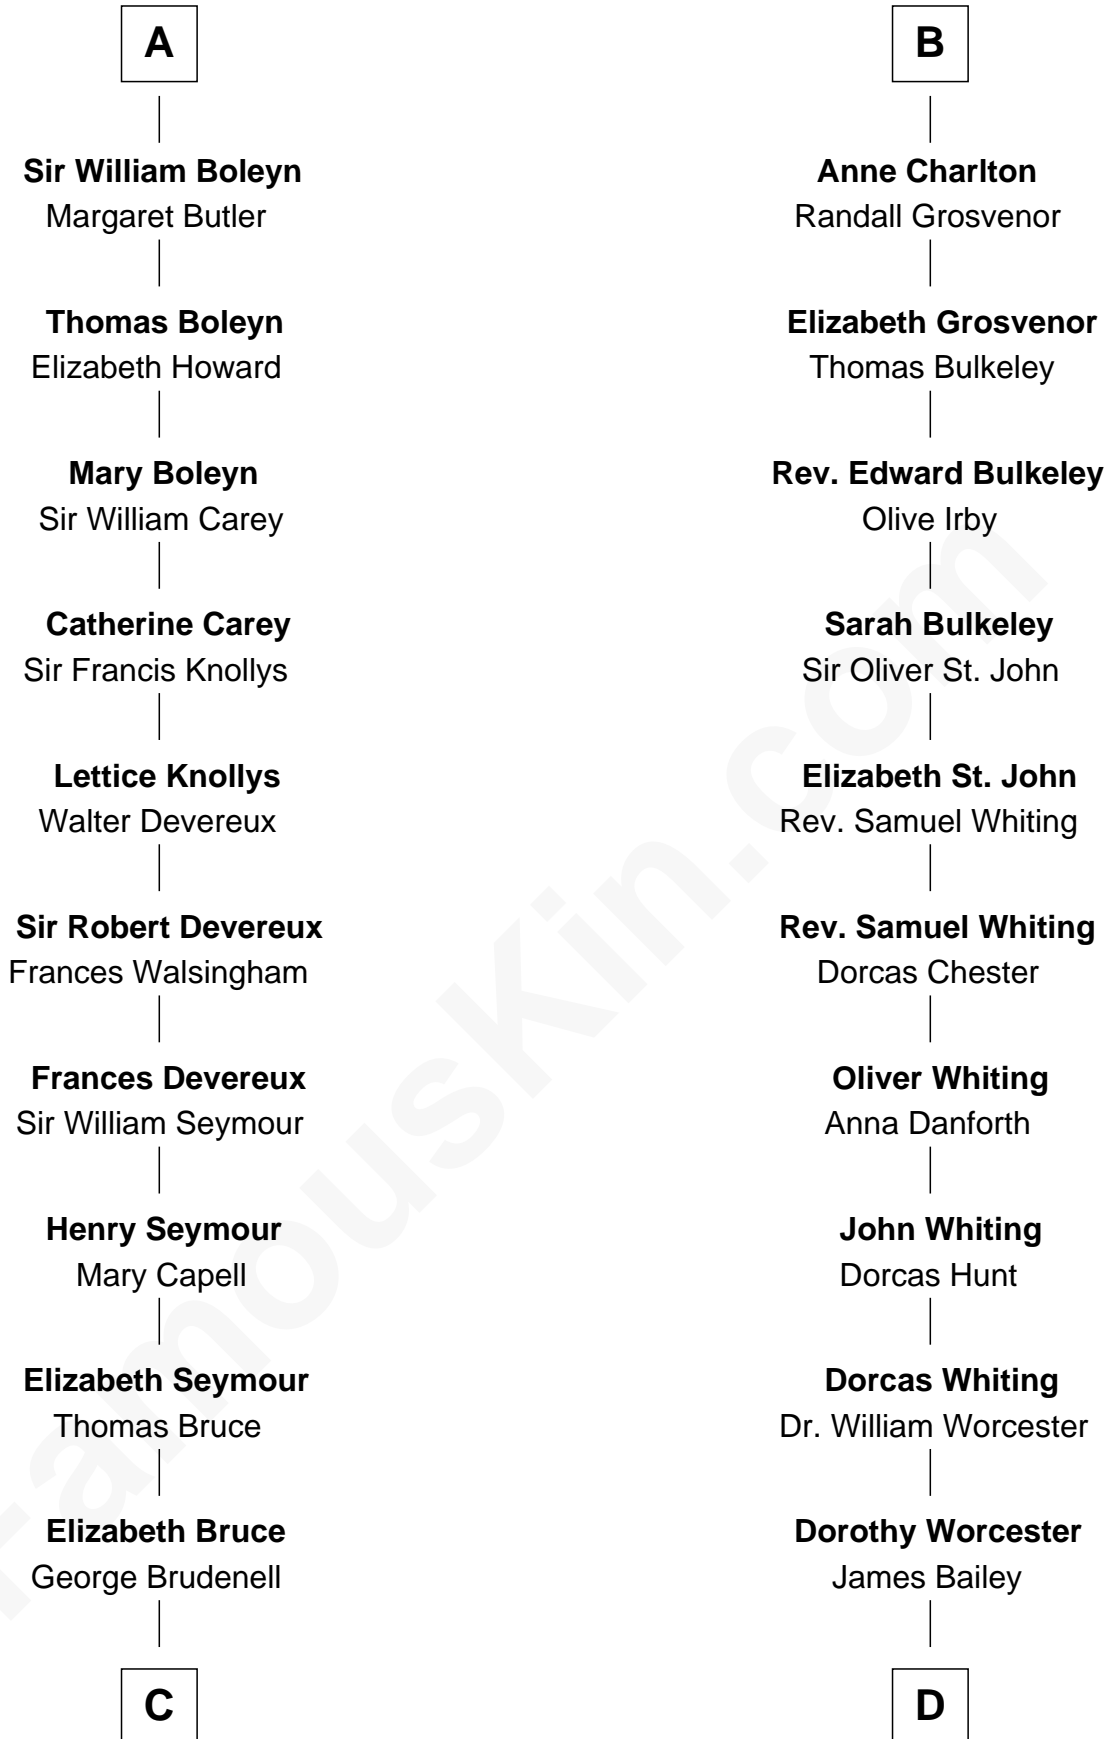 A
Sir William Boleyn
Margaret Butler
Thomas Boleyn
Elizabeth Howard
Mary Boleyn
Sir William Carey
Catherine Carey
Sir Francis Knollys
Lettice Knollys
Walter Devereux
Sir Robert Devereux
Frances Walsingham
Frances Devereux
Sir William Seymour
Henry Seymour
Mary Capell
Elizabeth Seymour
Thomas Bruce
Elizabeth Bruce
George Brudenell
C
B
Anne Charlton
Randall Grosvenor
Elizabeth Grosvenor
Thomas Bulkeley
Rev. Edward Bulkeley
Olive Irby
Sarah Bulkeley
Sir Oliver St. John
Elizabeth St. John
Rev. Samuel Whiting
Rev. Samuel Whiting
Dorcas Chester
Oliver Whiting
Anna Danforth
John Whiting
Dorcas Hunt
Dorcas Whiting
Dr. William Worcester
Dorothy Worcester
James Bailey
D
FamousKin.com